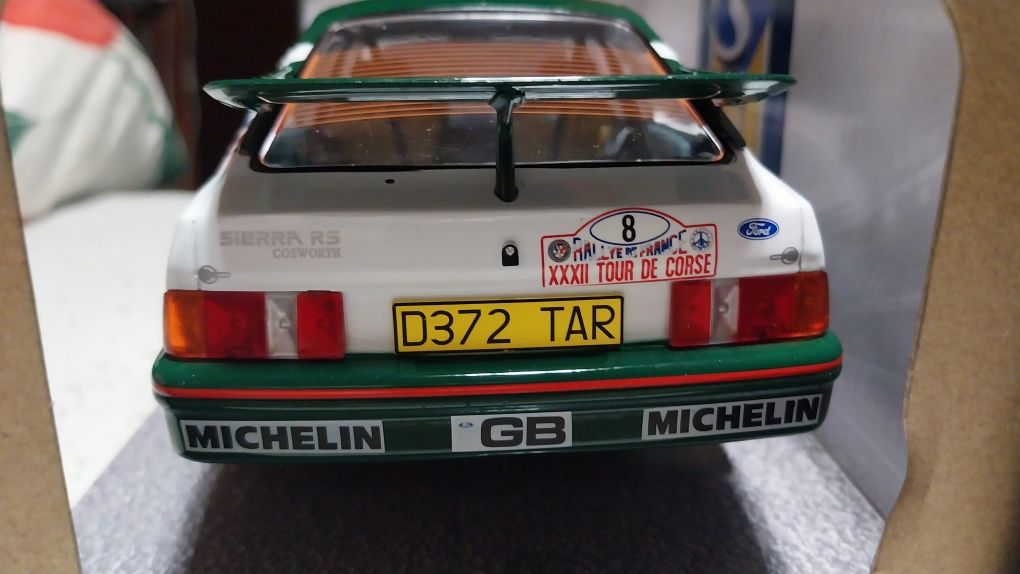 8
RALLYE DE FRANCE
XXXII TOUR DE CORSE
Ford
SIERRA RS
COSWORTH
D372 TAR
MICHELIN
GB
MICHELIN